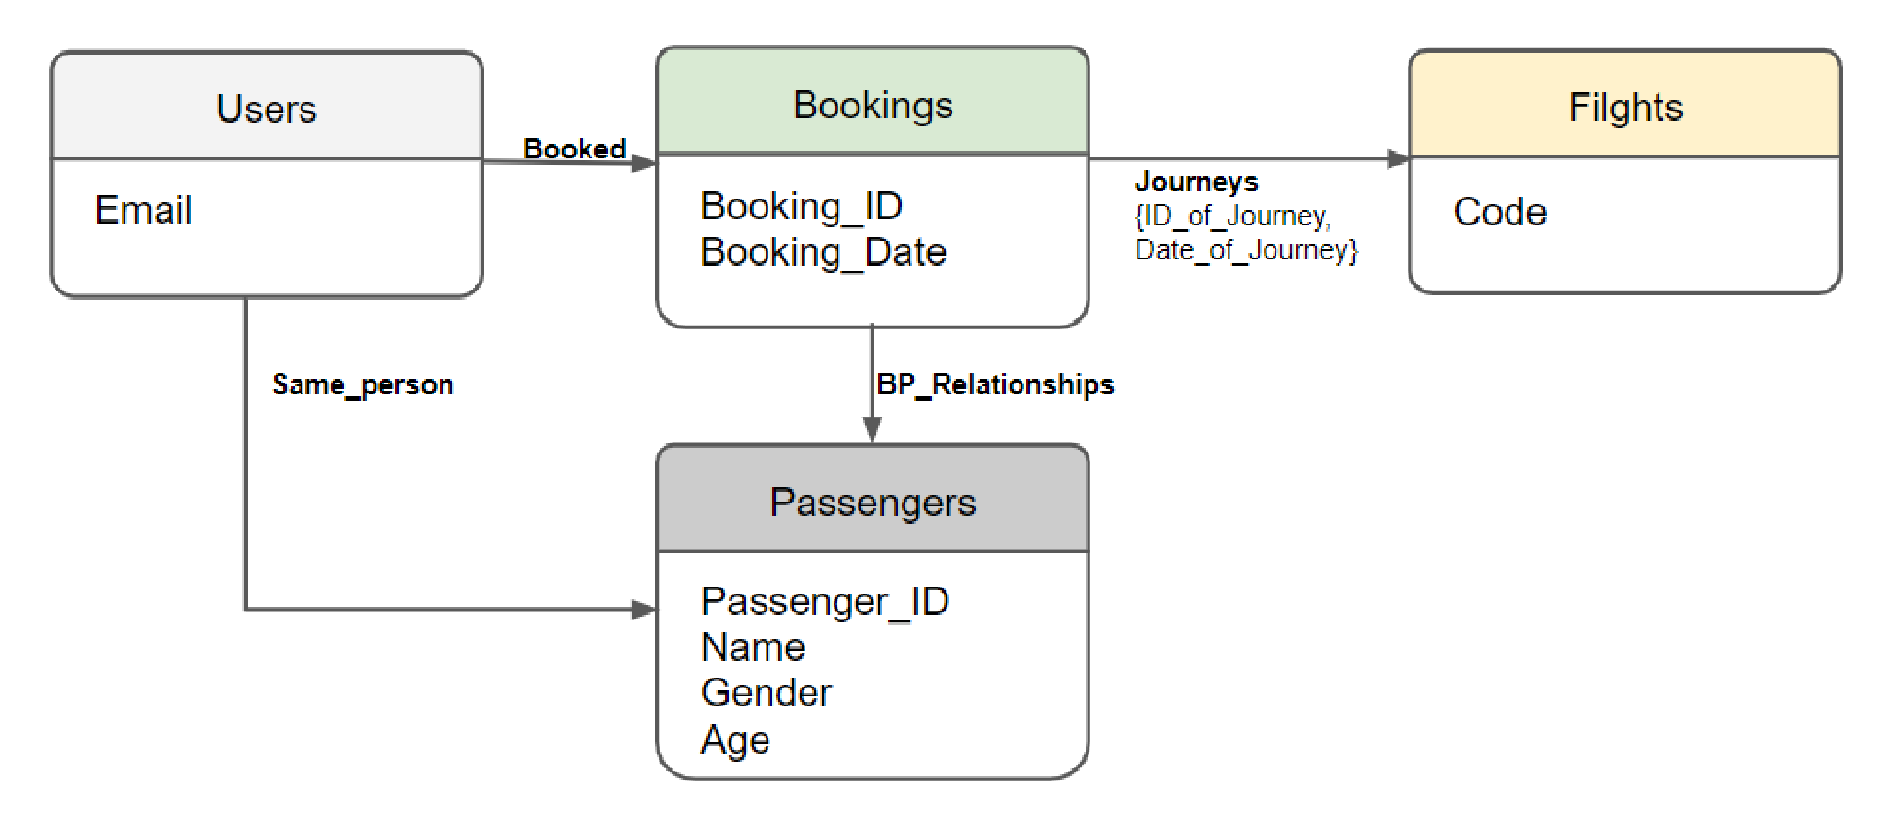 Users
Email
Booked
Bookings
Booking_ID
Booking_Date
Journeys
{ID_of_Journey,
Date_of_Journey}
Filghts
Code
Same_person
BP_Relationships
Passengers
Passenger_ID
Name
Gender
Age